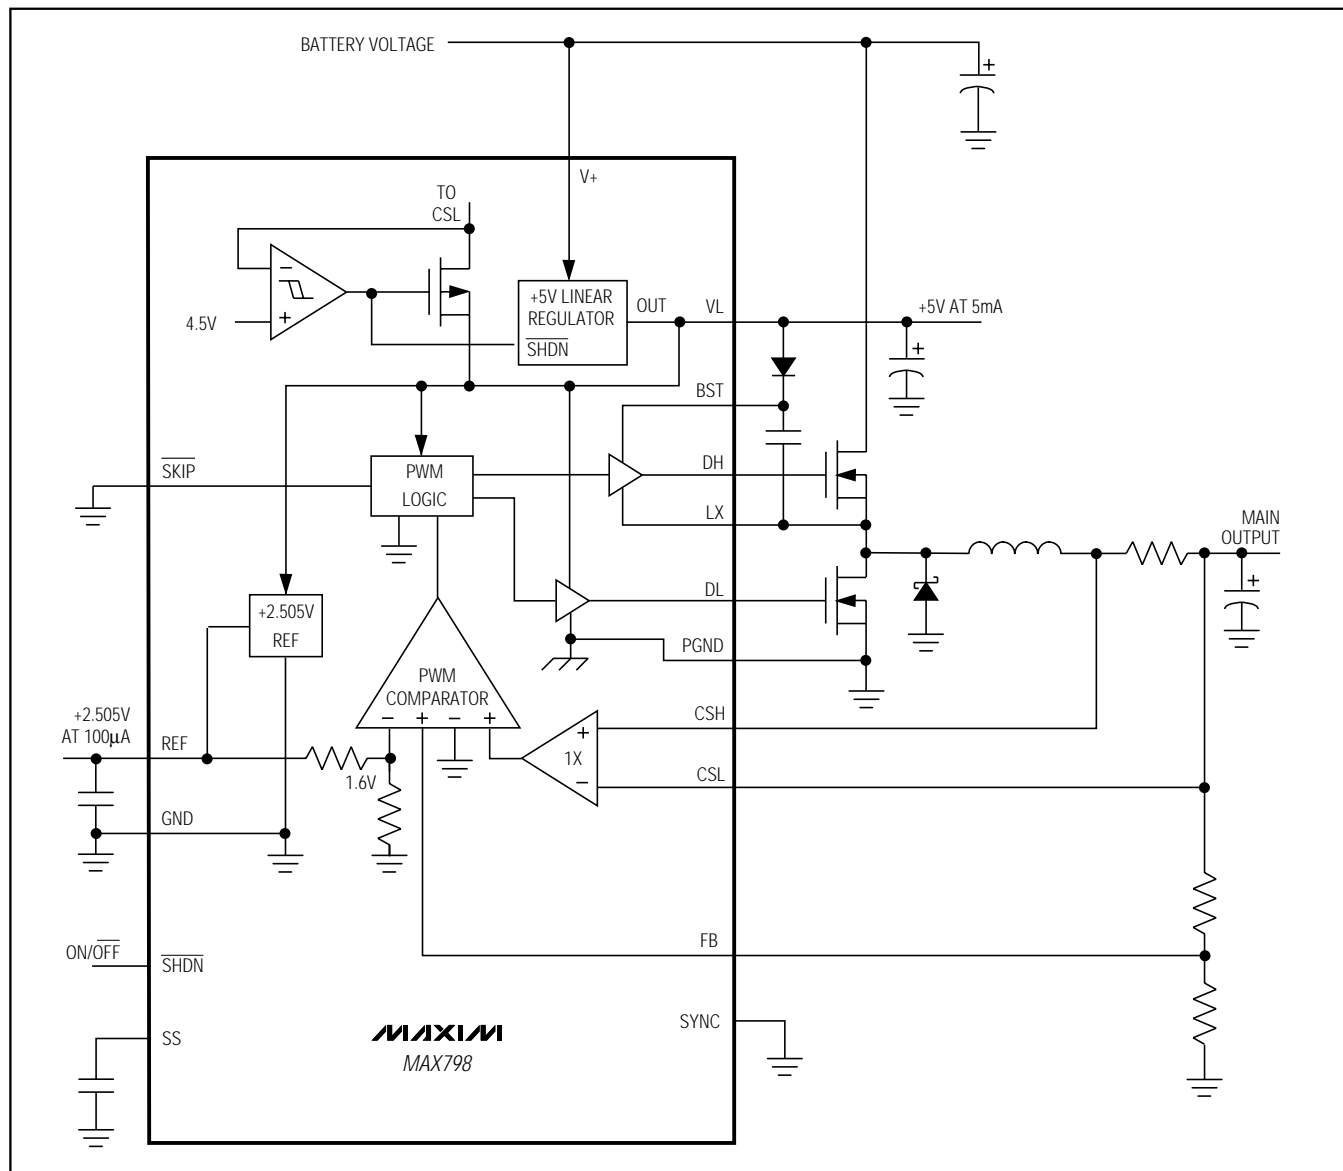 BATTERY VOLTAGE
+
V+
TO
CSL
−
+
4.5V
+5V LINEAR
REGULATOR
SHDN
OUT
VL
+5V AT 5mA
+
BST
SKIP
PWM
LOGIC
DH
LX
MAIN
OUTPUT
+
+2.505V
REF
DL
PGND
PWM
COMPARATOR
− + − +
+2.505V
AT 100µA
REF
1.6V
CSH
+
1X
−
CSL
GND
FB
ON/OFF
SHDN
SYNC
SS
MAXIM
MAX798